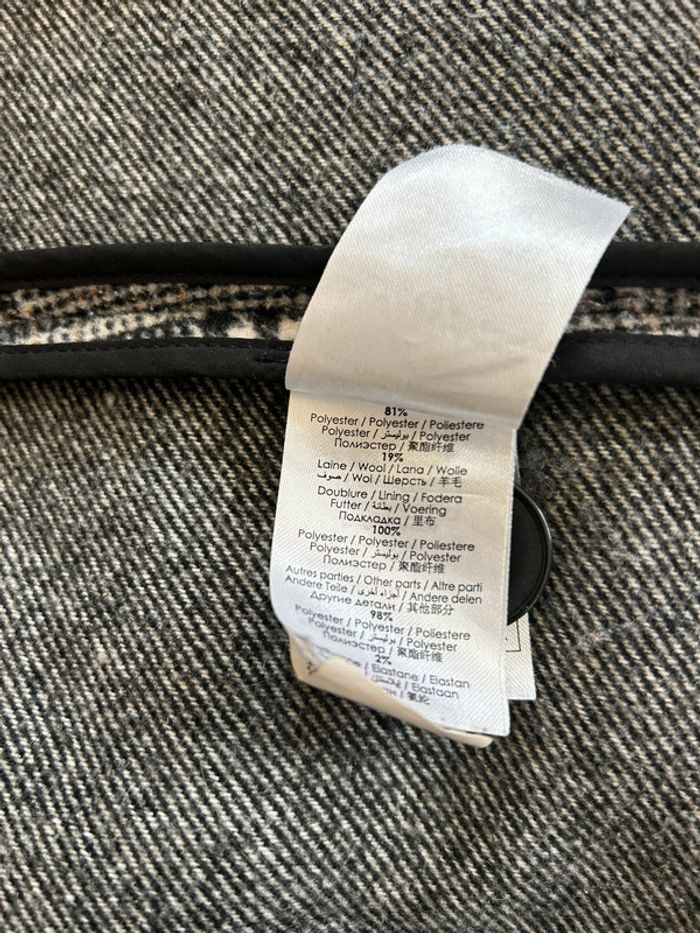 81%
Polyester / Polyester / Poliestere
Polyester / بوليستر / Polyester
Полиэстер / 聚酯纤维
19%
Laine / Wool / Lana / Wolle
صوف / Wol / Шерсть / 羊毛
Doublure / Lining / Fodera
Futter / بطانة / Voering
Подкладка / 里布
100%
Polyester / Polyester / Poliestere
Polyester / بوليستر / Polyester
Полиэстер / 聚酯纤维
Autres parties / Other parts / Altre parti
Andere Teile / أجزاء أخرى / Andere delen
Другие детали / 其他部分
98%
Polyester / Polyester / Poliestere
Polyester / بوليستر / Polyester
Полиэстер / 聚酯纤维
2%
/ Elastane / Elastan
/ إيلاستان / Elastaan
/ 氨纶